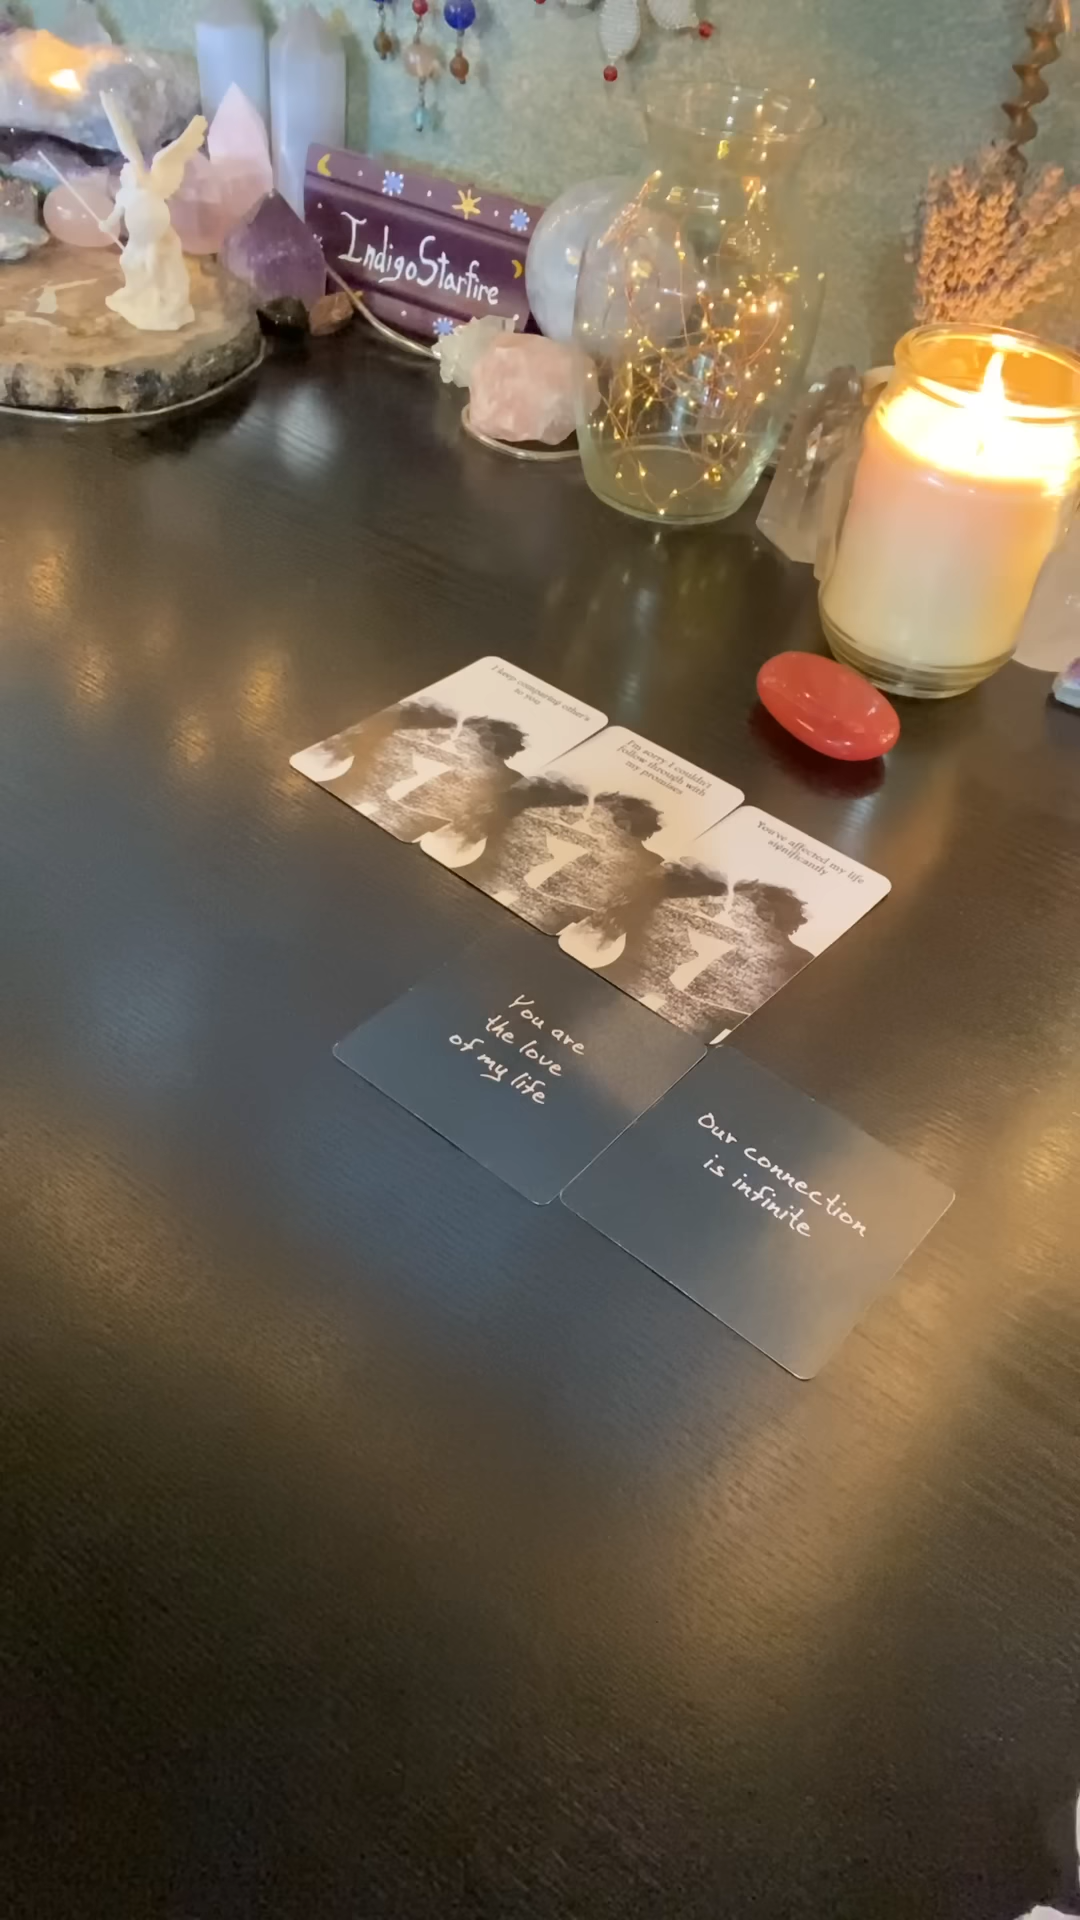 IndigoStarfire
I keep comparing other's
to you
I'm sorry I couldn't
follow through with
my promises
You've affected my life
significantly
You are
the love
of my life
Our connection
is infinite